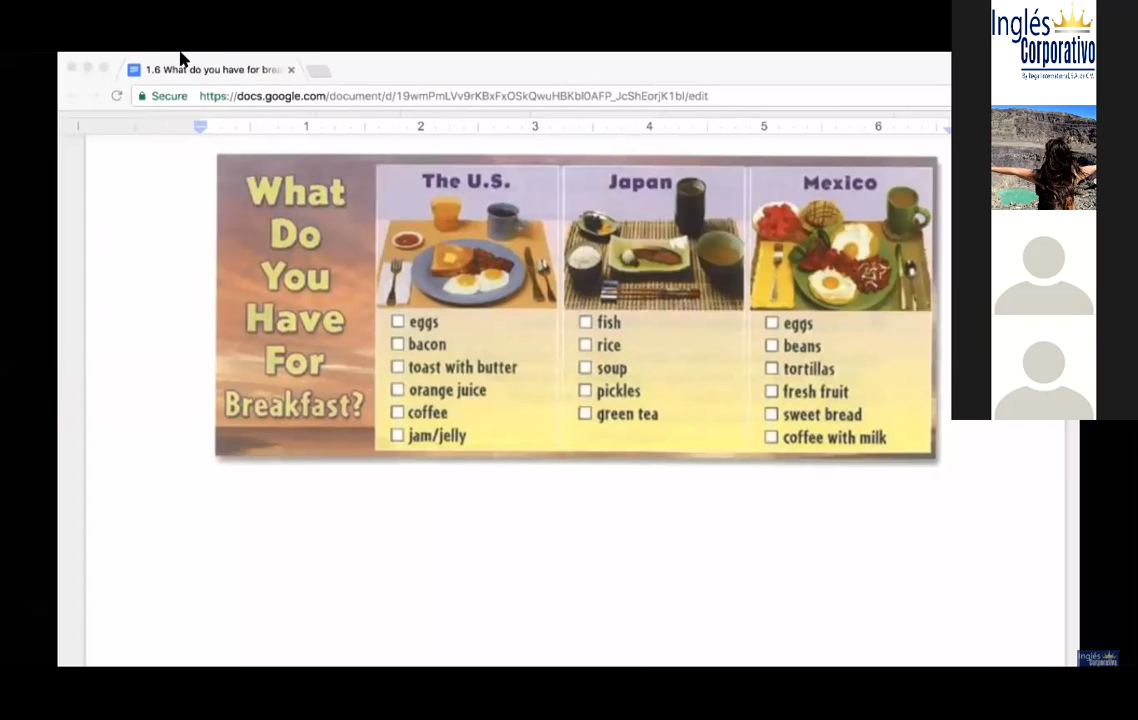 1.6 What do you have for brea
Secure
https://docs.google.com/document/d/19wmPmLVv9rKBxFxOSkQwuHBKbl0AFP_JcShEorjK1bI/edit
1 2 3 4 5 6
What
Do
You
Have
For
Breakfast?
The U.S.
eggs
bacon
toast with butter
orange juice
coffee
jam/jelly
Japan
fish
rice
soup
pickles
green tea
Mexico
eggs
beans
tortillas
fresh fruit
sweet bread
coffee with milk
Inglés
Corporativo
Inglés
Corporativo